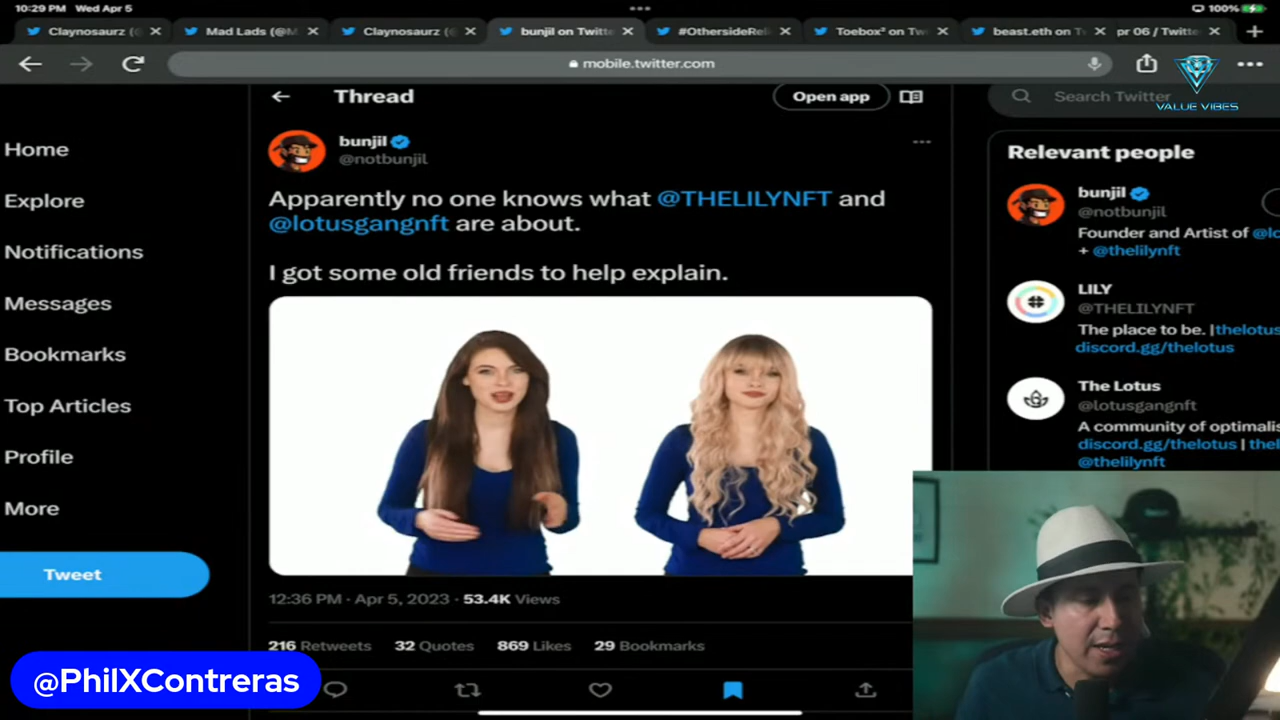 10:29 PM Wed Apr 5
100%
Claynosaurz (
Mad Lads (@M
Claynosaurz (
bunjil on Twitte
#OthersideRel
Toebox² on Tw
beast.eth on T
pr 06 / Twitte
mobile.twitter.com
VALUE VIBES
Thread
Open app
Search Twitter
Home
Explore
Notifications
Messages
Bookmarks
Top Articles
Profile
More
Tweet
bunjil
@notbunjil
Apparently no one knows what @THELILYNFT and
@lotusgangnft are about.
I got some old friends to help explain.
12:36 PM · Apr 5, 2023 · 53.4K Views
216 Retweets 32 Quotes 869 Likes 29 Bookmarks
Relevant people
bunjil
@notbunjil
Founder and Artist of @lo
+ @thelilynft
LILY
@THELILYNFT
The place to be. |thelotus
discord.gg/thelotus
The Lotus
@lotusgangnft
A community of optimalis
discord.gg/thelotus | the
@thelilynft
@PhilXContreras